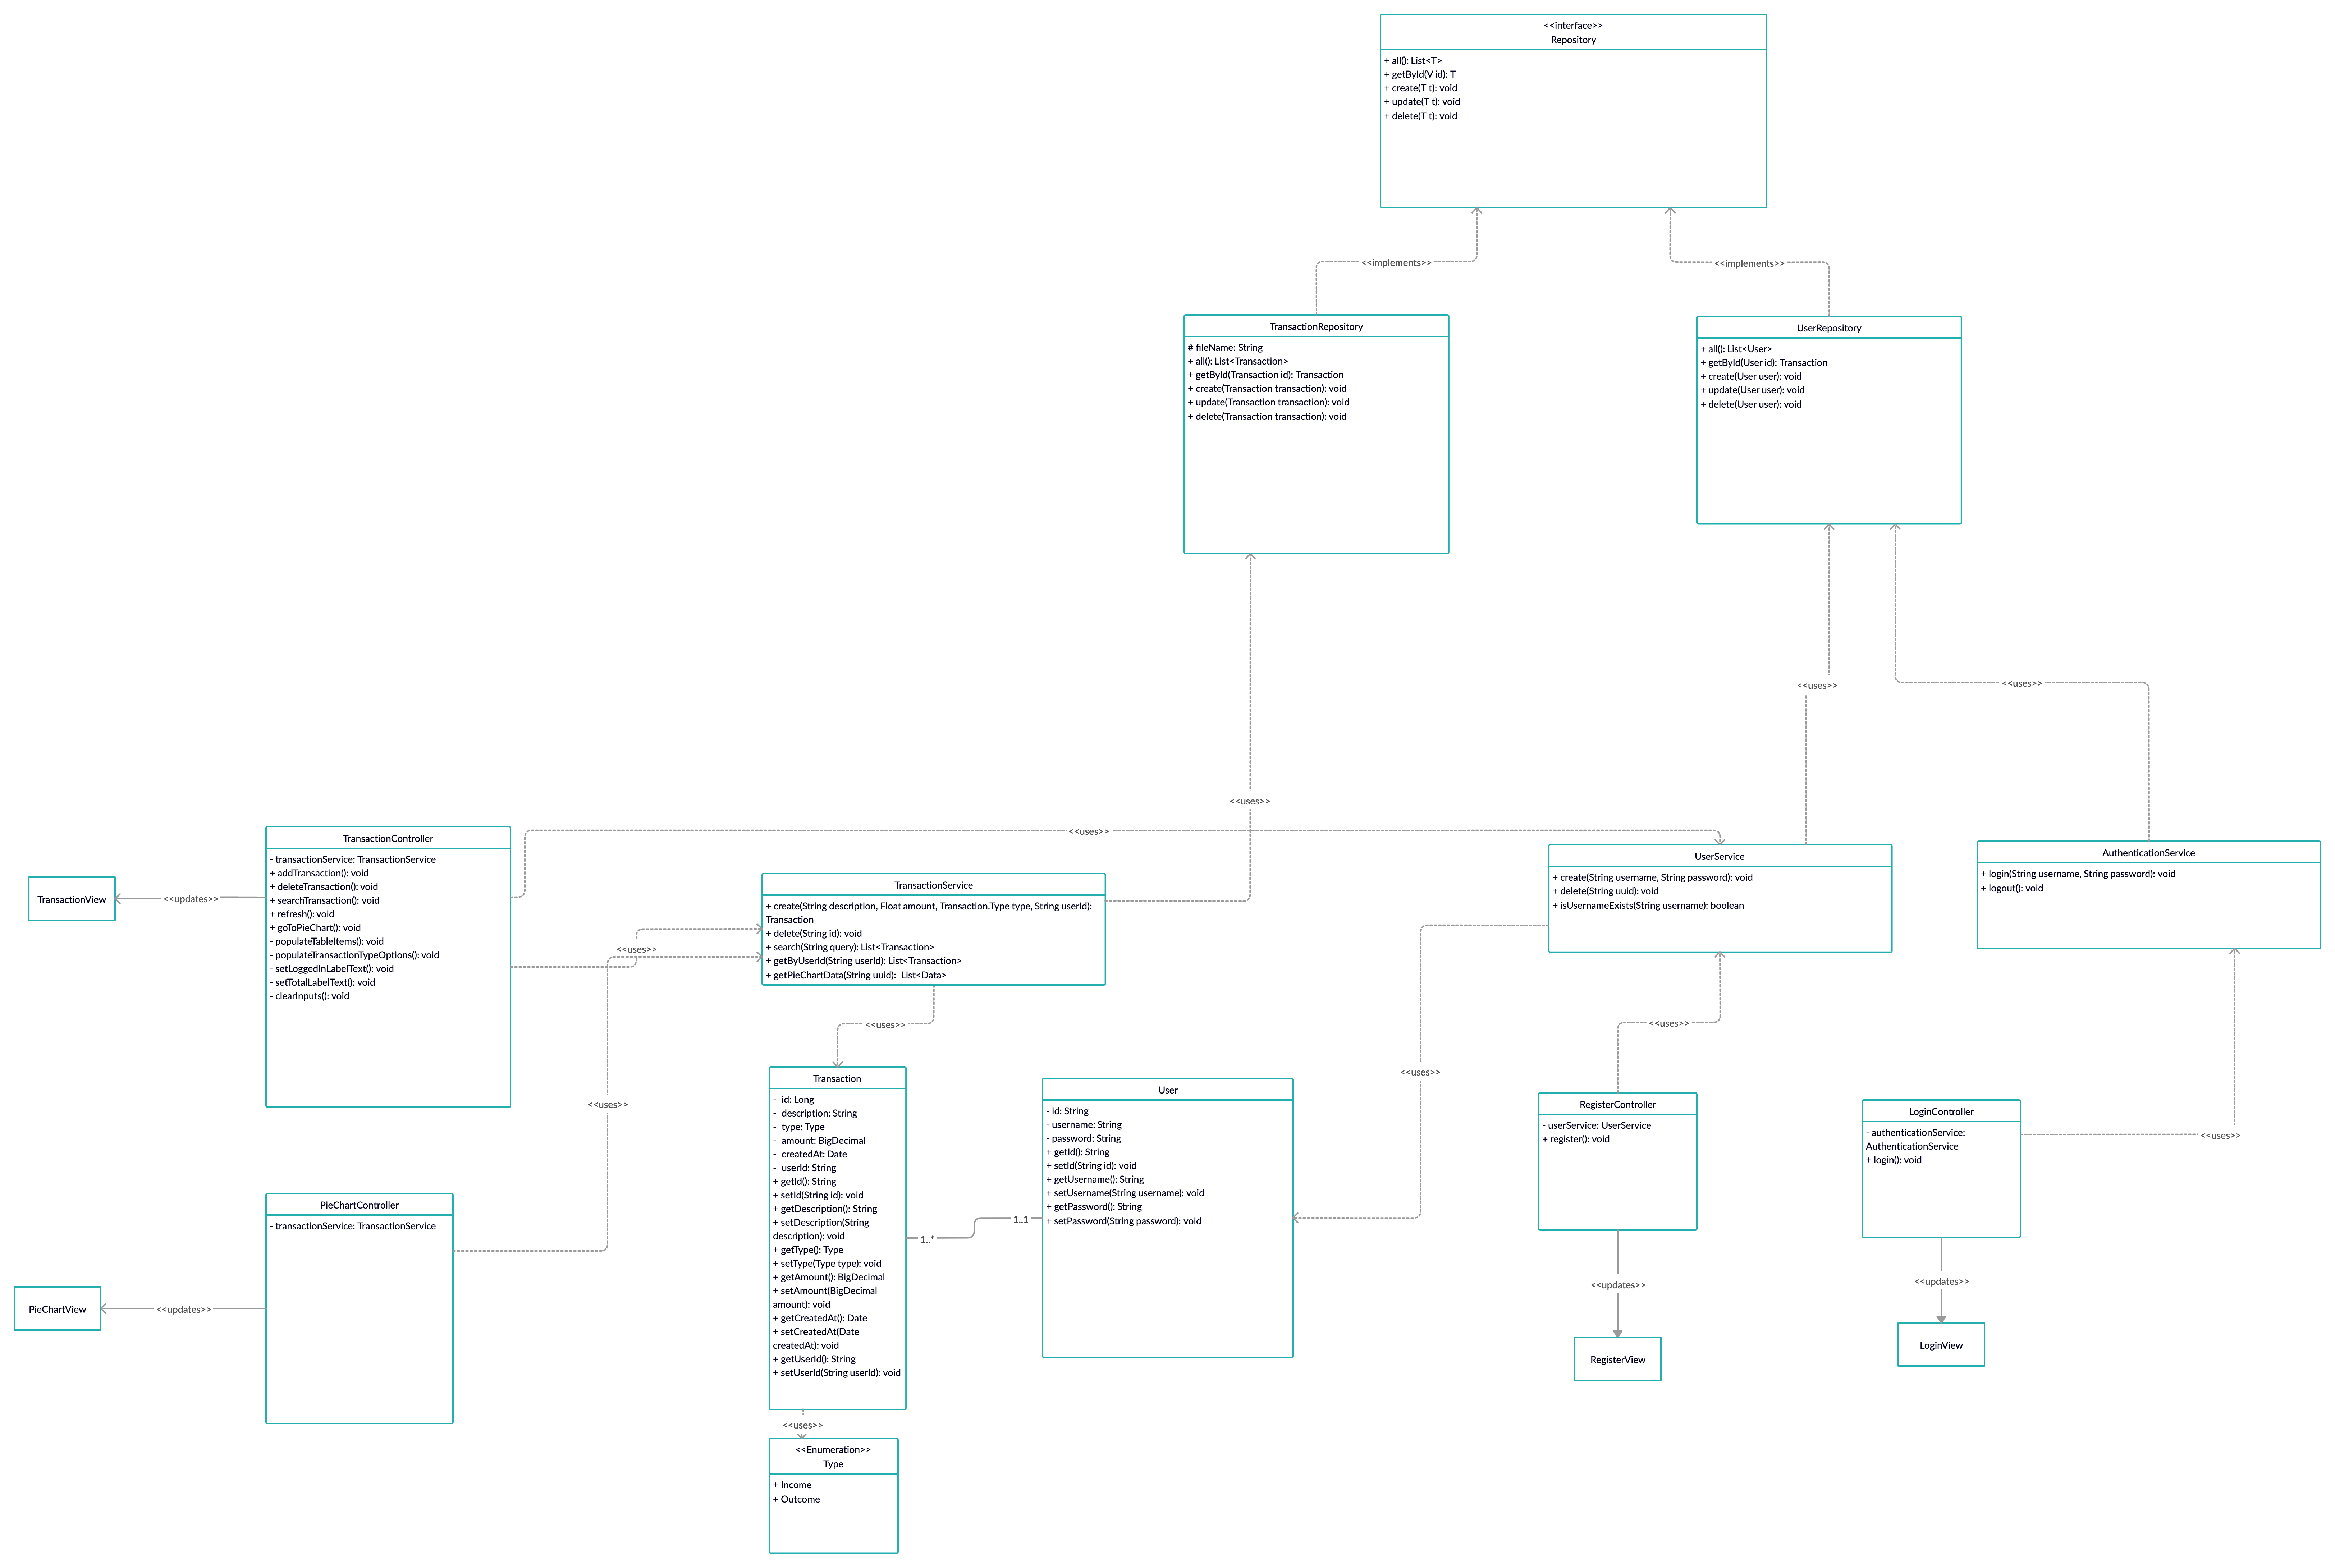 <<interface>>
Repository
+ all(): List<T>
+ getById(V id): T
+ create(T t): void
+ update(T t): void
+ delete(T t): void
<<implements>>
<<implements>>
TransactionRepository
# fileName: String
+ all(): List<Transaction>
+ getById(Transaction id): Transaction
+ create(Transaction transaction): void
+ update(Transaction transaction): void
+ delete(Transaction transaction): void
UserRepository
+ all(): List<User>
+ getById(User id): Transaction
+ create(User user): void
+ update(User user): void
+ delete(User user): void
<<uses>>
<<uses>>
<<uses>>
<<uses>>
TransactionController
- transactionService: TransactionService
+ addTransaction(): void
+ deleteTransaction(): void
+ searchTransaction(): void
+ refresh(): void
+ goToPieChart(): void
- populateTableItems(): void
- populateTransactionTypeOptions(): void
- setLoggedInLabelText(): void
- setTotalLabelText(): void
- clearInputs(): void
TransactionView
<<updates>>
<<uses>>
TransactionService
+ create(String description, Float amount, Transaction.Type type, String userId):
Transaction
+ delete(String id): void
+ search(String query): List<Transaction>
+ getByUserId(String userId): List<Transaction>
+ getPieChartData(String uuid):  List<Data>
UserService
+ create(String username, String password): void
+ delete(String uuid): void
+ isUsernameExists(String username): boolean
AuthenticationService
+ login(String username, String password): void
+ logout(): void
<<uses>>
<<uses>>
<<uses>>
<<uses>>
<<uses>>
Transaction
-  id: Long
-  description: String
-  type: Type
-  amount: BigDecimal
-  createdAt: Date
-  userId: String
+ getId(): String
+ setId(String id): void
+ getDescription(): String
+ setDescription(String
description): void
+ getType(): Type
+ setType(Type type): void
+ getAmount(): BigDecimal
+ setAmount(BigDecimal
amount): void
+ getCreatedAt(): Date
+ setCreatedAt(Date
createdAt): void
+ getUserId(): String
+ setUserId(String userId): void
1..*
1..1
User
- id: String
- username: String
- password: String
+ getId(): String
+ setId(String id): void
+ getUsername(): String
+ setUsername(String username): void
+ getPassword(): String
+ setPassword(String password): void
RegisterController
- userService: UserService
+ register(): void
LoginController
- authenticationService:
AuthenticationService
+ login(): void
PieChartController
- transactionService: TransactionService
PieChartView
<<updates>>
<<updates>>
<<updates>>
RegisterView
LoginView
<<uses>>
<<Enumeration>>
Type
+ Income
+ Outcome